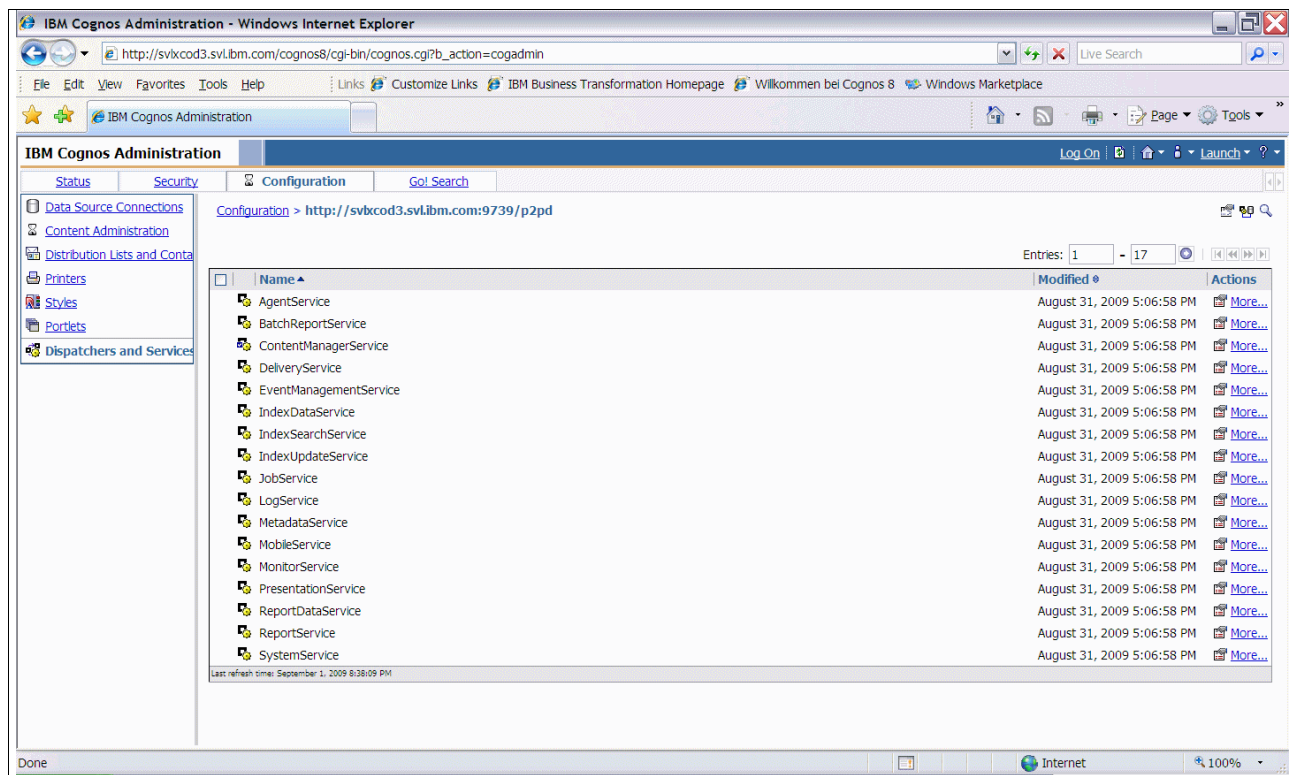 IBM Cognos Administration - Windows Internet Explorer
http://svlxcod3.svl.ibm.com/cognos8/cgi-bin/cognos.cgi?b_action=cogadmin Live Search
File Edit View Favorites Tools Help Links Customize Links IBM Business Transformation Homepage Willkommen bei Cognos 8 Windows Marketplace
IBM Cognos Administration Page Tools »
IBM Cognos Administration Log On Launch ?
Status Security Configuration Go! Search
Data Source Connections
Content Administration
Distribution Lists and Conta
Printers
Styles
Portlets
Dispatchers and Services
Configuration > http://svlxcod3.svl.ibm.com:9739/p2pd
Entries: 1 - 17
Name Modified Actions
AgentService August 31, 2009 5:06:58 PM More...
BatchReportService August 31, 2009 5:06:58 PM More...
ContentManagerService August 31, 2009 5:06:58 PM More...
DeliveryService August 31, 2009 5:06:58 PM More...
EventManagementService August 31, 2009 5:06:58 PM More...
IndexDataService August 31, 2009 5:06:58 PM More...
IndexSearchService August 31, 2009 5:06:58 PM More...
IndexUpdateService August 31, 2009 5:06:58 PM More...
JobService August 31, 2009 5:06:58 PM More...
LogService August 31, 2009 5:06:58 PM More...
MetadataService August 31, 2009 5:06:58 PM More...
MobileService August 31, 2009 5:06:58 PM More...
MonitorService August 31, 2009 5:06:58 PM More...
PresentationService August 31, 2009 5:06:58 PM More...
ReportDataService August 31, 2009 5:06:58 PM More...
ReportService August 31, 2009 5:06:58 PM More...
SystemService August 31, 2009 5:06:58 PM More...
Last refresh time: September 1, 2009 8:38:09 PM
Done Internet 100%